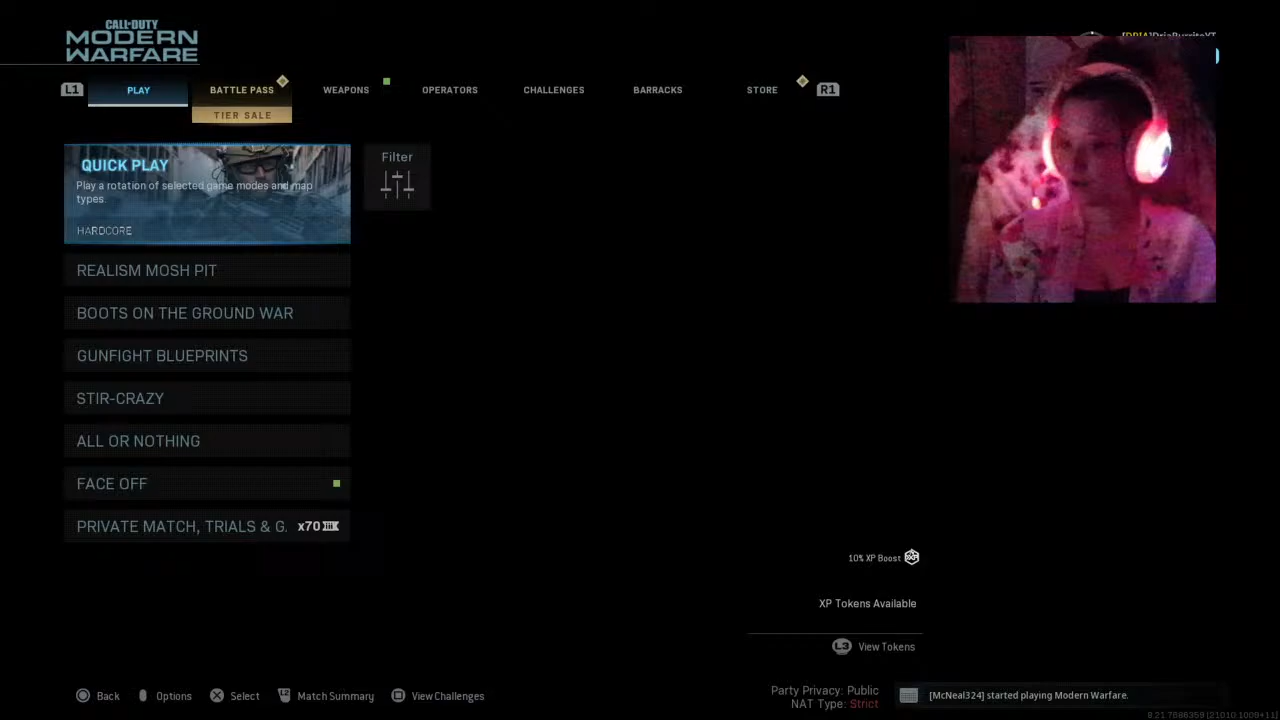 CALL OF DUTY
MODERN
WARFARE
L1
PLAY
BATTLE PASS
TIER SALE
WEAPONS
OPERATORS
CHALLENGES
BARRACKS
STORE
R1
QUICK PLAY
Play a rotation of selected game modes and map
types.
HARDCORE
Filter
REALISM MOSH PIT
BOOTS ON THE GROUND WAR
GUNFIGHT BLUEPRINTS
STIR-CRAZY
ALL OR NOTHING
FACE OFF
PRIVATE MATCH, TRIALS & G. x70
10% XP Boost
XP Tokens Available
L3 View Tokens
Back
Options
Select
L2 Match Summary
View Challenges
Party Privacy: Public
NAT Type: Strict
[McNeal324] started playing Modern Warfare.